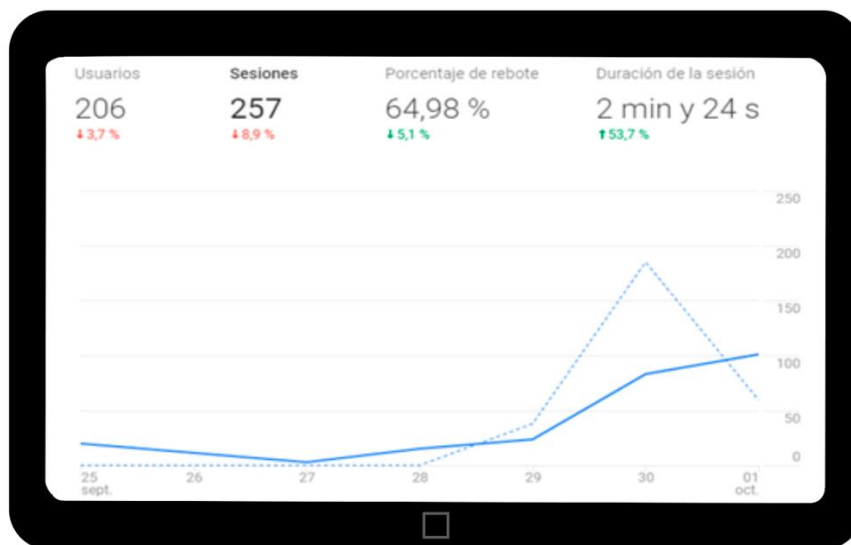 Usuarios Sesiones Porcentaje de rebote Duración de la sesión
206 257 64,98 % 2 min y 24 s
↓3,7 % ↓8,9 % ↓5,1 % ↑53,7 %
250
200
150
100
50
0
25 26 27 28 29 30 01
sept. oct.